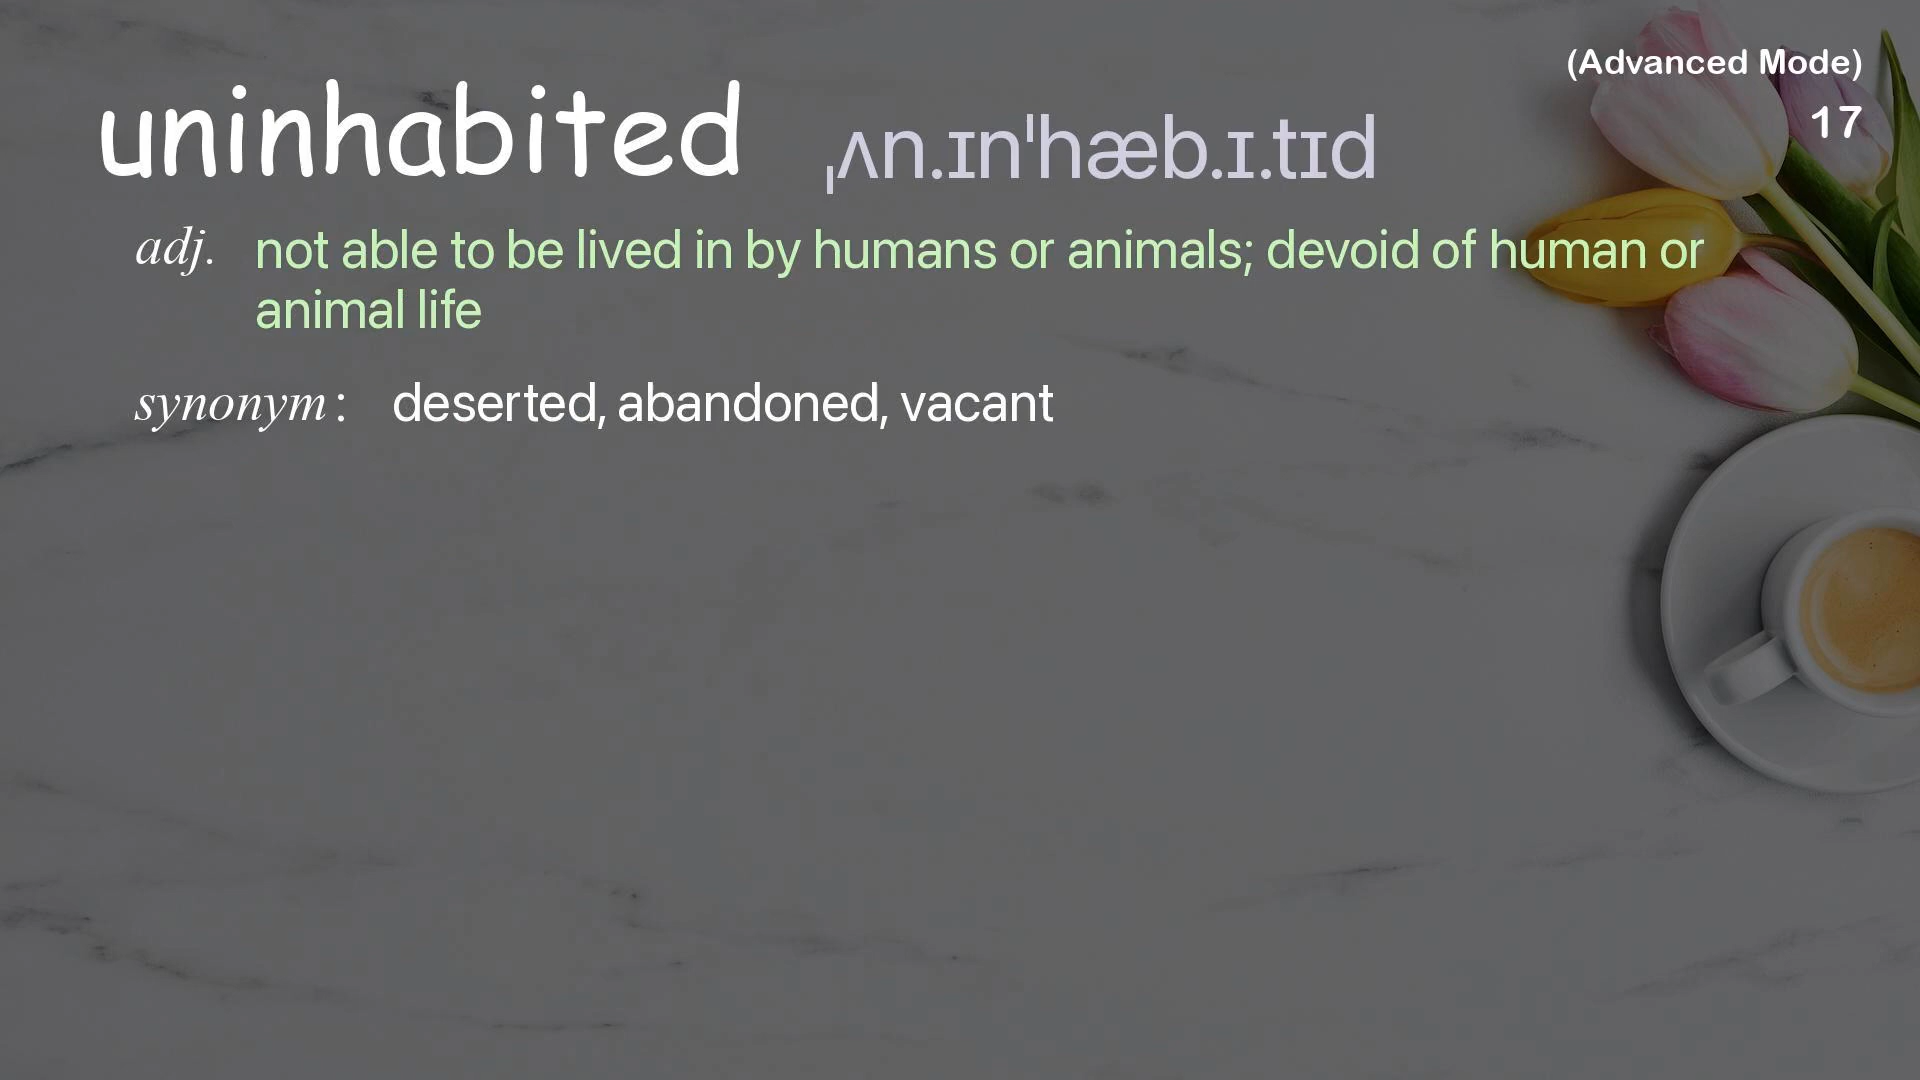 (Advanced Mode)
17
uninhabited ˌʌn.ɪnˈhæb.ɪ.tɪd
adj. not able to be lived in by humans or animals; devoid of human or
animal life
synonym: deserted, abandoned, vacant